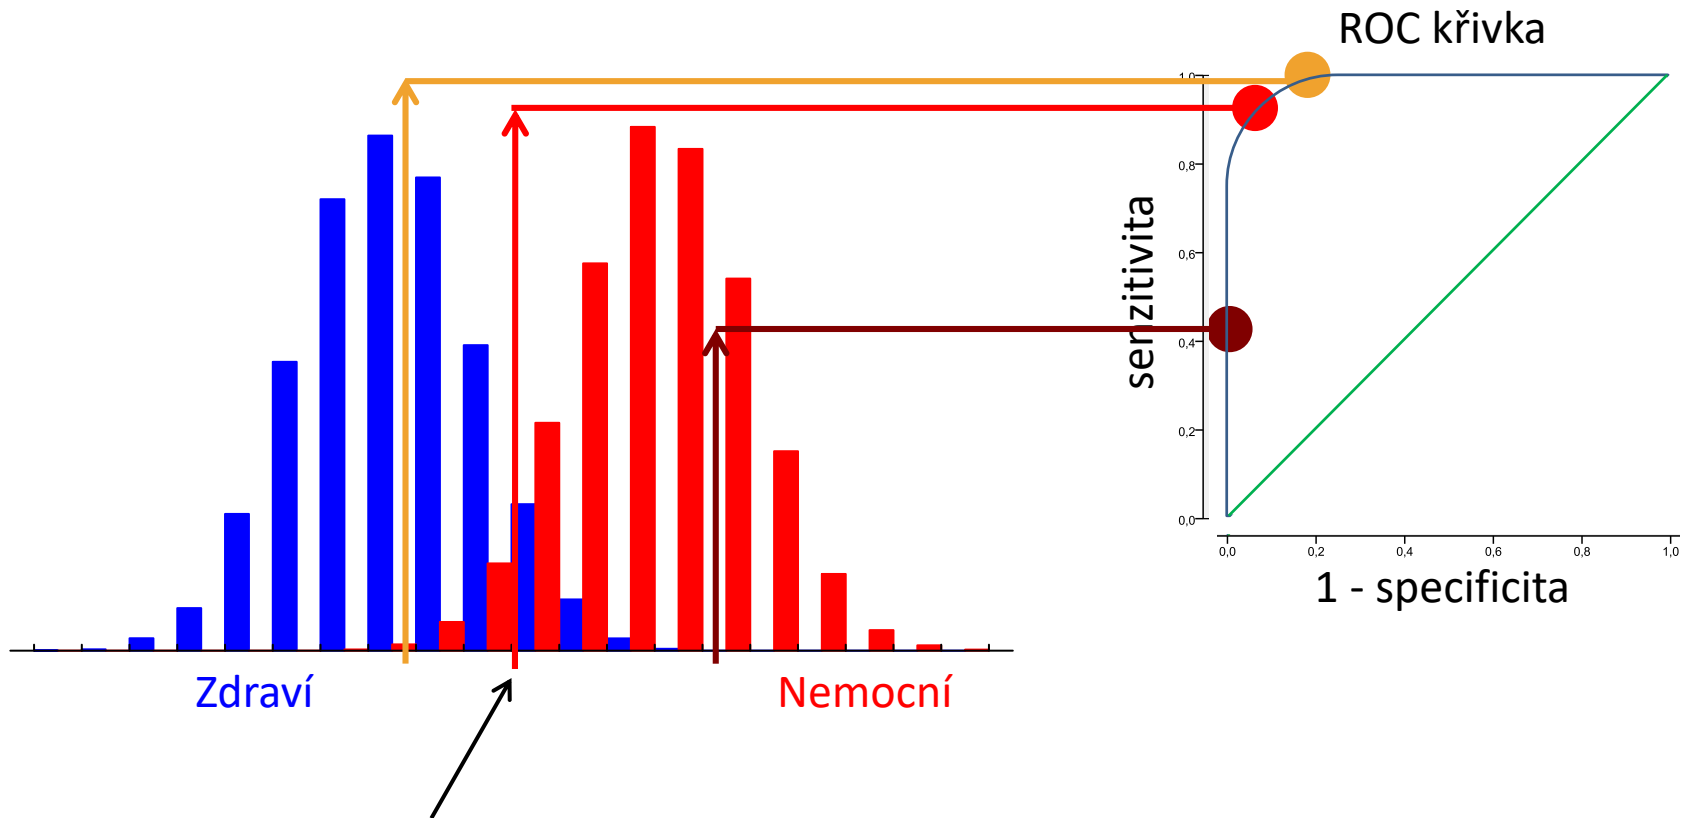 ROC křivka
1,0
0,8
0,6
0,4
0,2
0,0
senzitivita
0,0 0,2 0,4 0,6 0,8 1,0
1 - specificita
Zdraví
Nemocní